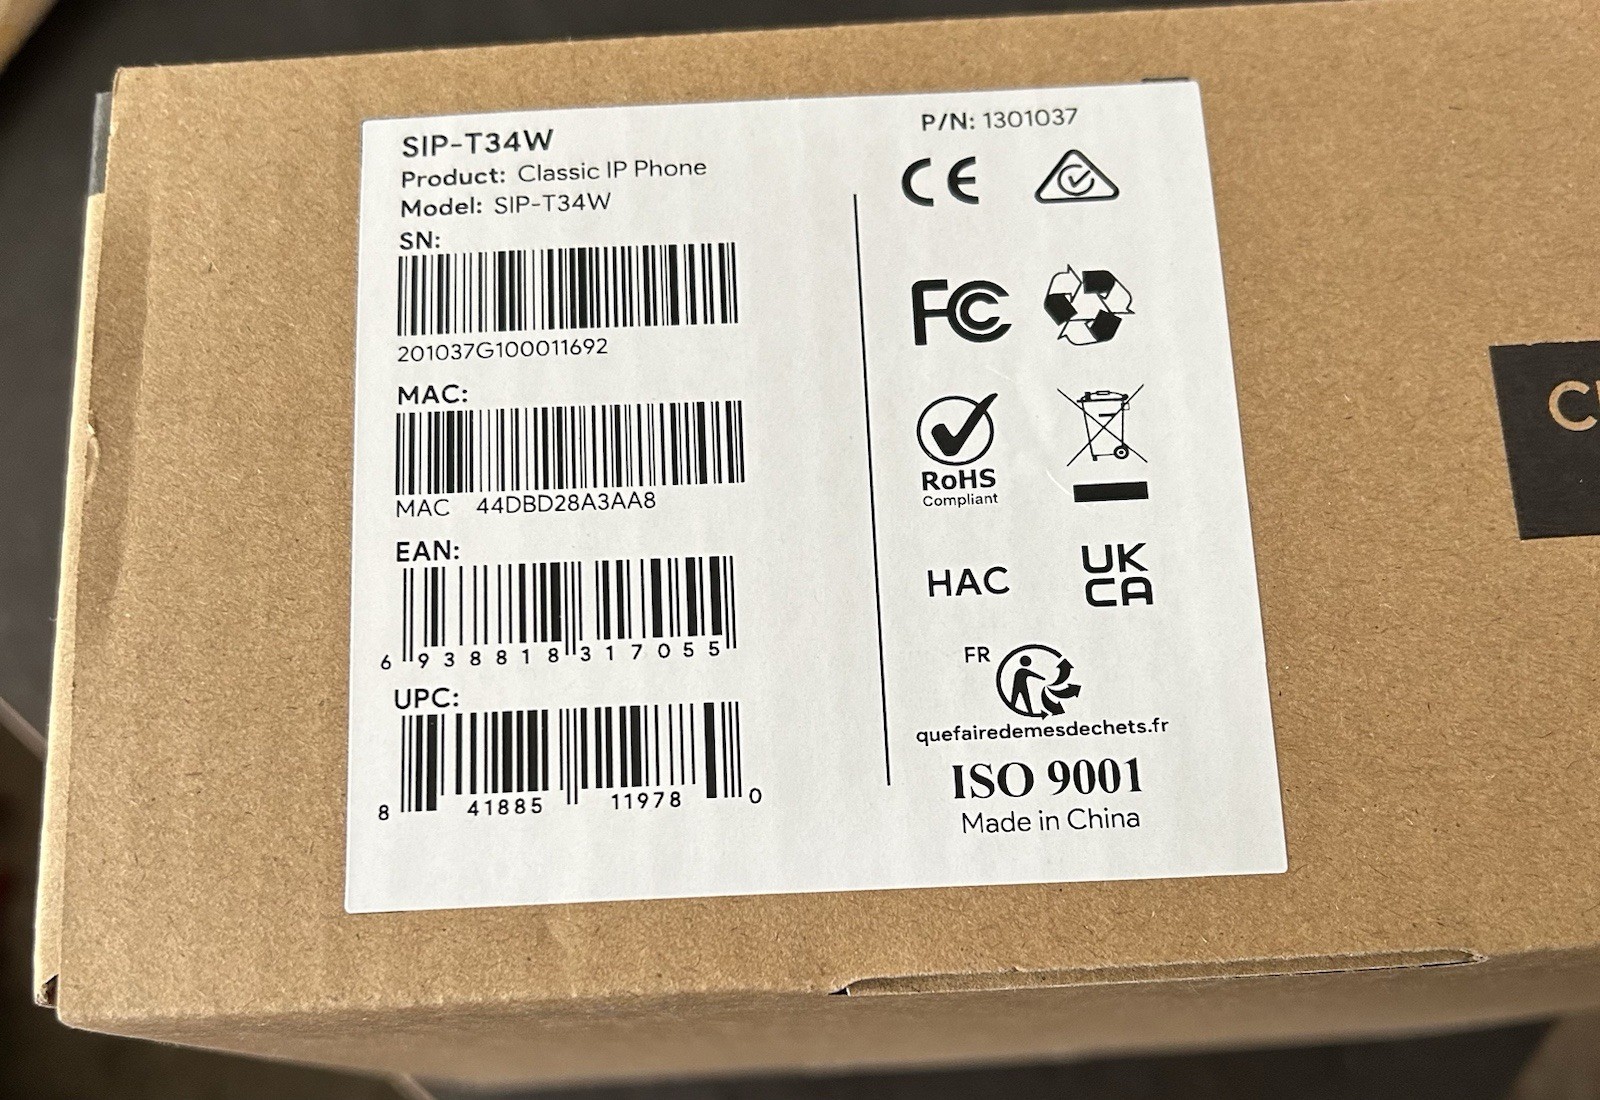 SIP-T34W
Product: Classic IP Phone
Model: SIP-T34W
SN:
201037G100011692
MAC:
MAC 44DBD28A3AA8
EAN:
6 938818 317055
UPC:
8 41885 11978 0
P/N: 1301037
CE
FC
RoHS
Compliant
HAC
UK
CA
FR
quefairedemesdechets.fr
ISO 9001
Made in China